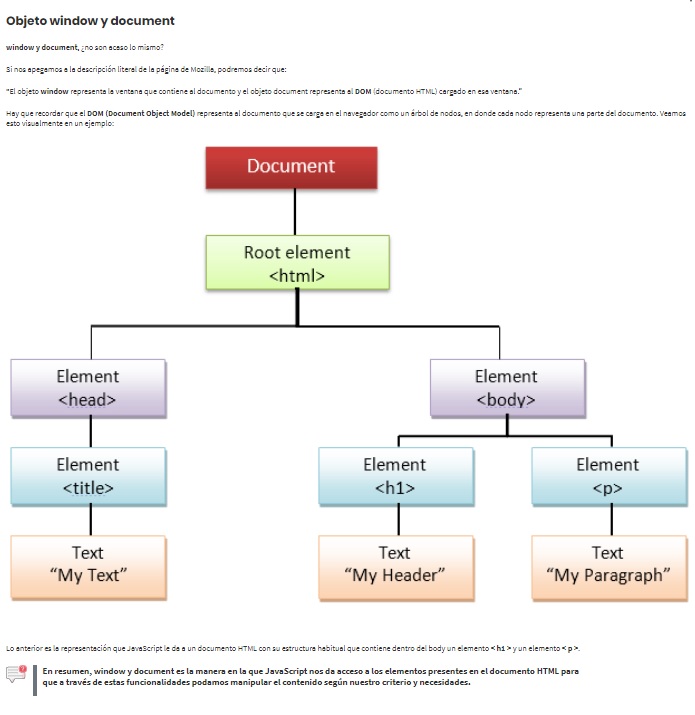 Objeto window y document
window y document, ¿no son acaso lo mismo?
Si nos apegamos a la descripción literal de la página de Mozilla, podremos decir que:
"El objeto window representa la ventana que contiene al documento y el objeto document representa al DOM (documento HTML) cargado en esa ventana."
Hay que recordar que el DOM (Document Object Model) representa al documento que se carga en el navegador como un árbol de nodos, en donde cada nodo representa una parte del documento. Veamos
esto visualmente en un ejemplo:
Document
Root element
<html>
Element
<head>
Element
<body>
Element
<title>
Element
<h1>
Element
<p>
Text
“My Text”
Text
“My Header”
Text
“My Paragraph”
Lo anterior es la representación que JavaScript le da a un documento HTML con su estructura habitual que contiene dentro del body un elemento <h1> y un elemento <p>.
En resumen, window y document es la manera en la que JavaScript nos da acceso a los elementos presentes en el documento HTML para
que a través de estas funcionalidades podamos manipular el contenido según nuestro criterio y necesidades.